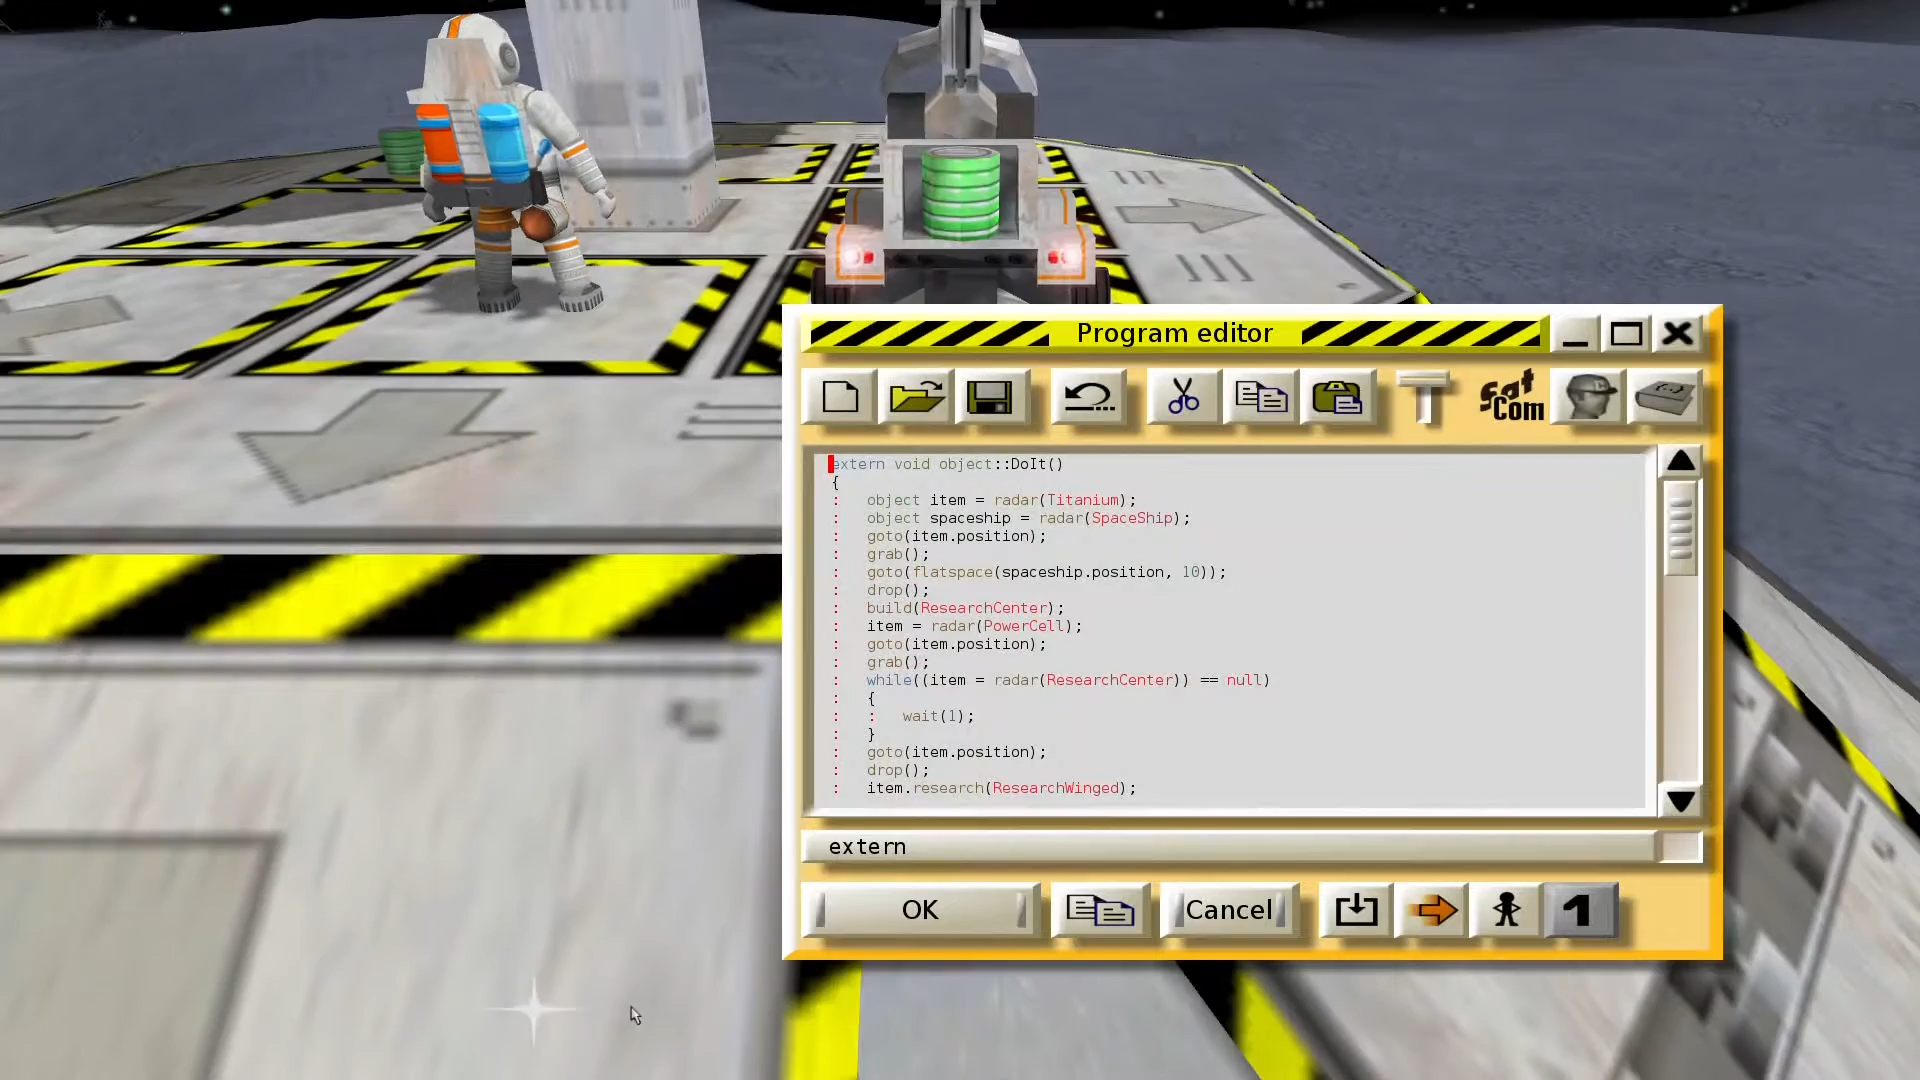 Program editor
Sat
Com
extern void object::DoIt()
{
:   object item = radar(Titanium);
:   object spaceship = radar(SpaceShip);
:   goto(item.position);
:   grab();
:   goto(flatspace(spaceship.position, 10));
:   drop();
:   build(ResearchCenter);
:   item = radar(PowerCell);
:   goto(item.position);
:   grab();
:   while((item = radar(ResearchCenter)) == null)
:   {
:   :   wait(1);
:   }
:   goto(item.position);
:   drop();
:   item.research(ResearchWinged);
extern
OK
Cancel
1